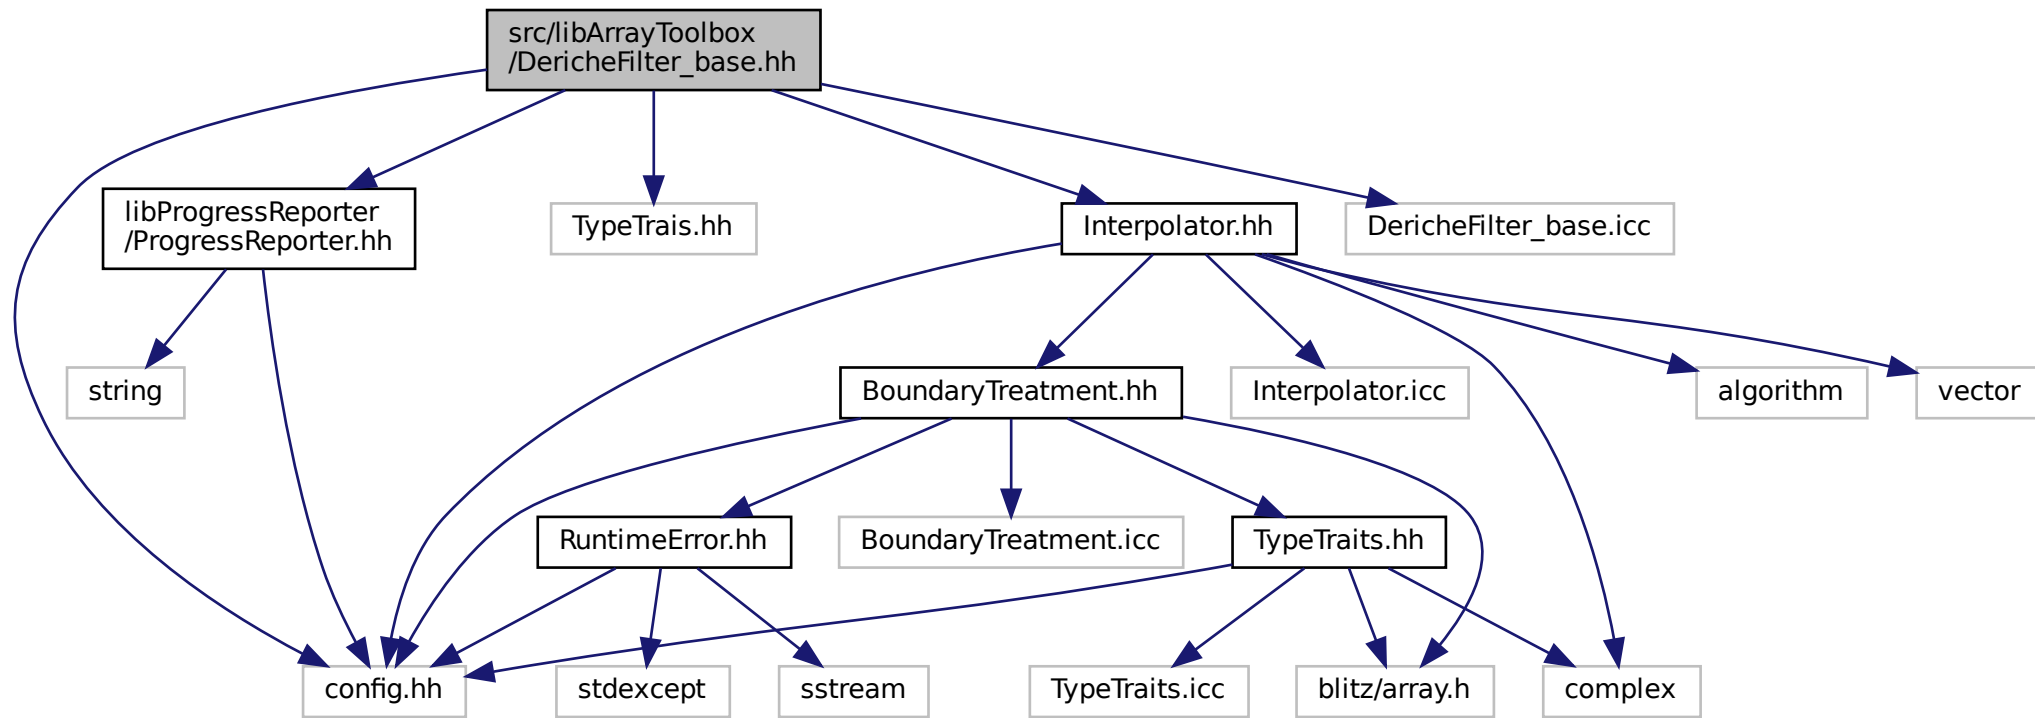 src/libArrayToolbox
/DericheFilter_base.hh
libProgressReporter
/ProgressReporter.hh
TypeTrais.hh
Interpolator.hh
DericheFilter_base.icc
string
BoundaryTreatment.hh
Interpolator.icc
algorithm
vector
RuntimeError.hh
BoundaryTreatment.icc
TypeTraits.hh
config.hh
stdexcept
sstream
TypeTraits.icc
blitz/array.h
complex